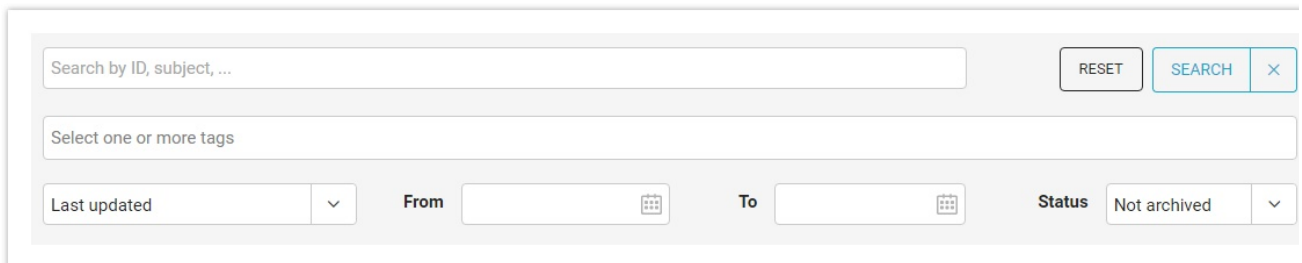 Search by ID, subject, ... RESET SEARCH
Select one or more tags
Last updated From To Status Not archived